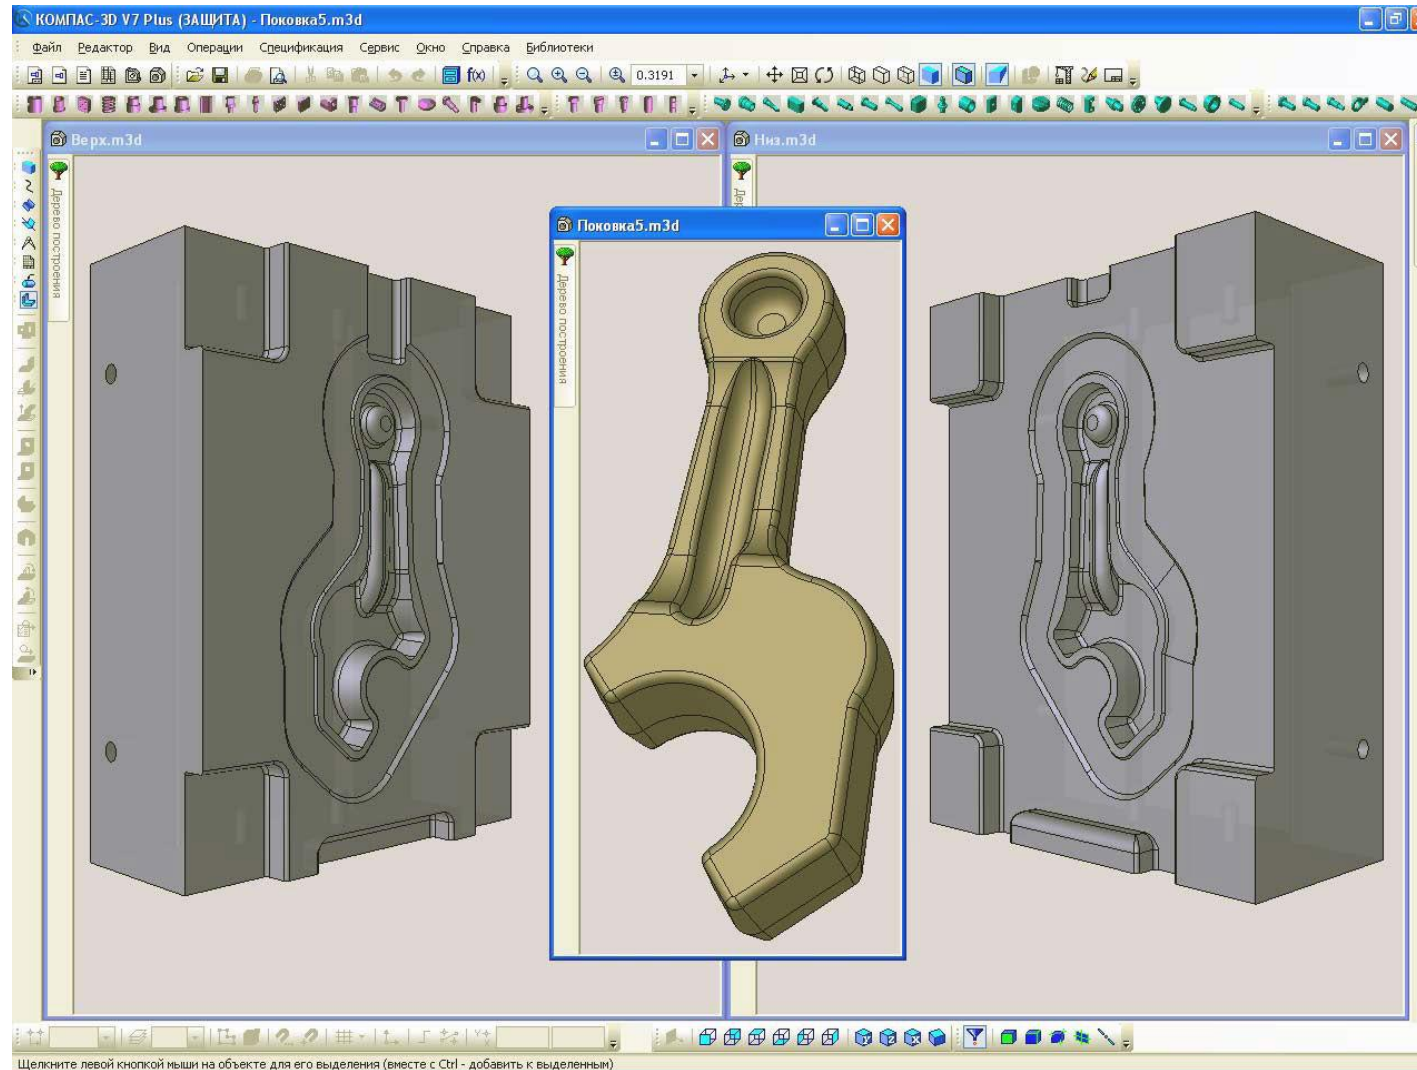 КОМПАС-3D V7 Plus (ЗАЩИТА) - Поковка5.m3d
Файл Редактор Вид Операции Спецификация Сервис Окно Справка Библиотеки
f(x) 0.3191
Верх.m3d
Дерево построения
Низ.m3d
Поковка5.m3d
Дерево построения
Щелкните левой кнопкой мыши на объекте для его выделения (вместе с Ctrl - добавить к выделенным)